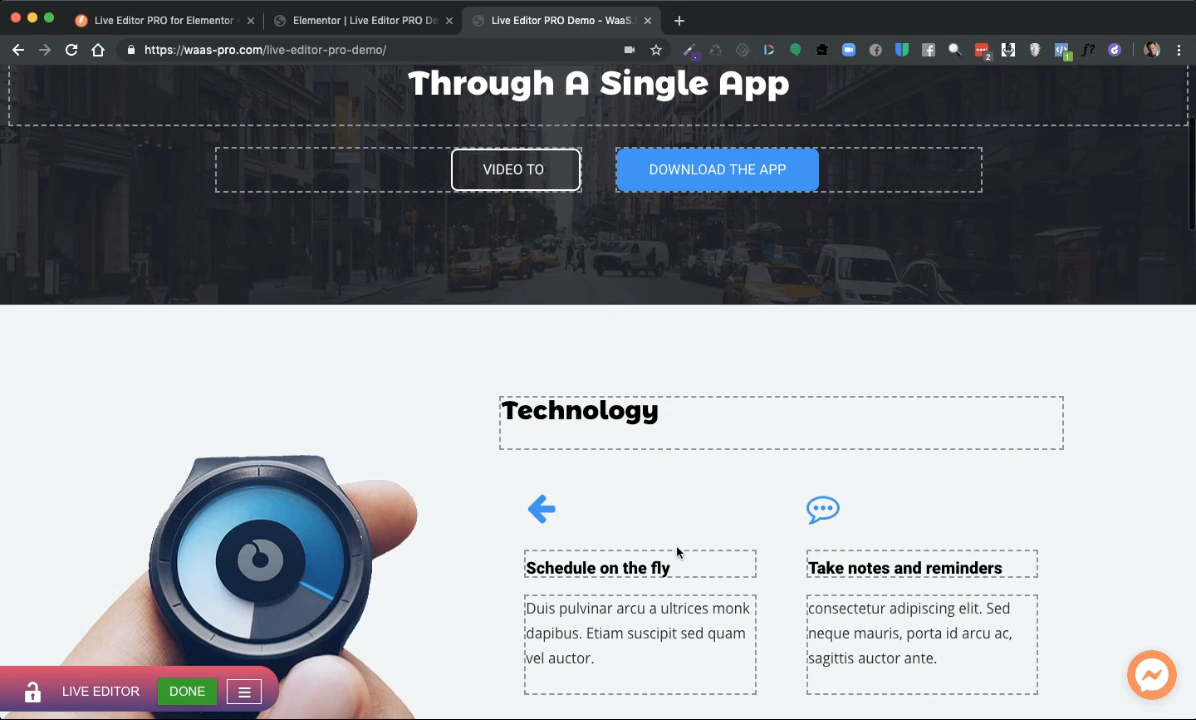 Live Editor PRO for Elementor
Elementor | Live Editor PRO De
Live Editor PRO Demo - WaaS.
https://waas-pro.com/live-editor-pro-demo/
2
1
f?
Through A Single App
VIDEO TO
DOWNLOAD THE APP
Technology
Schedule on the fly
Take notes and reminders
Duis pulvinar arcu a ultrices monk
dapibus. Etiam suscipit sed quam
vel auctor.
consectetur adipiscing elit. Sed
neque mauris, porta id arcu ac,
sagittis auctor ante.
LIVE EDITOR
DONE